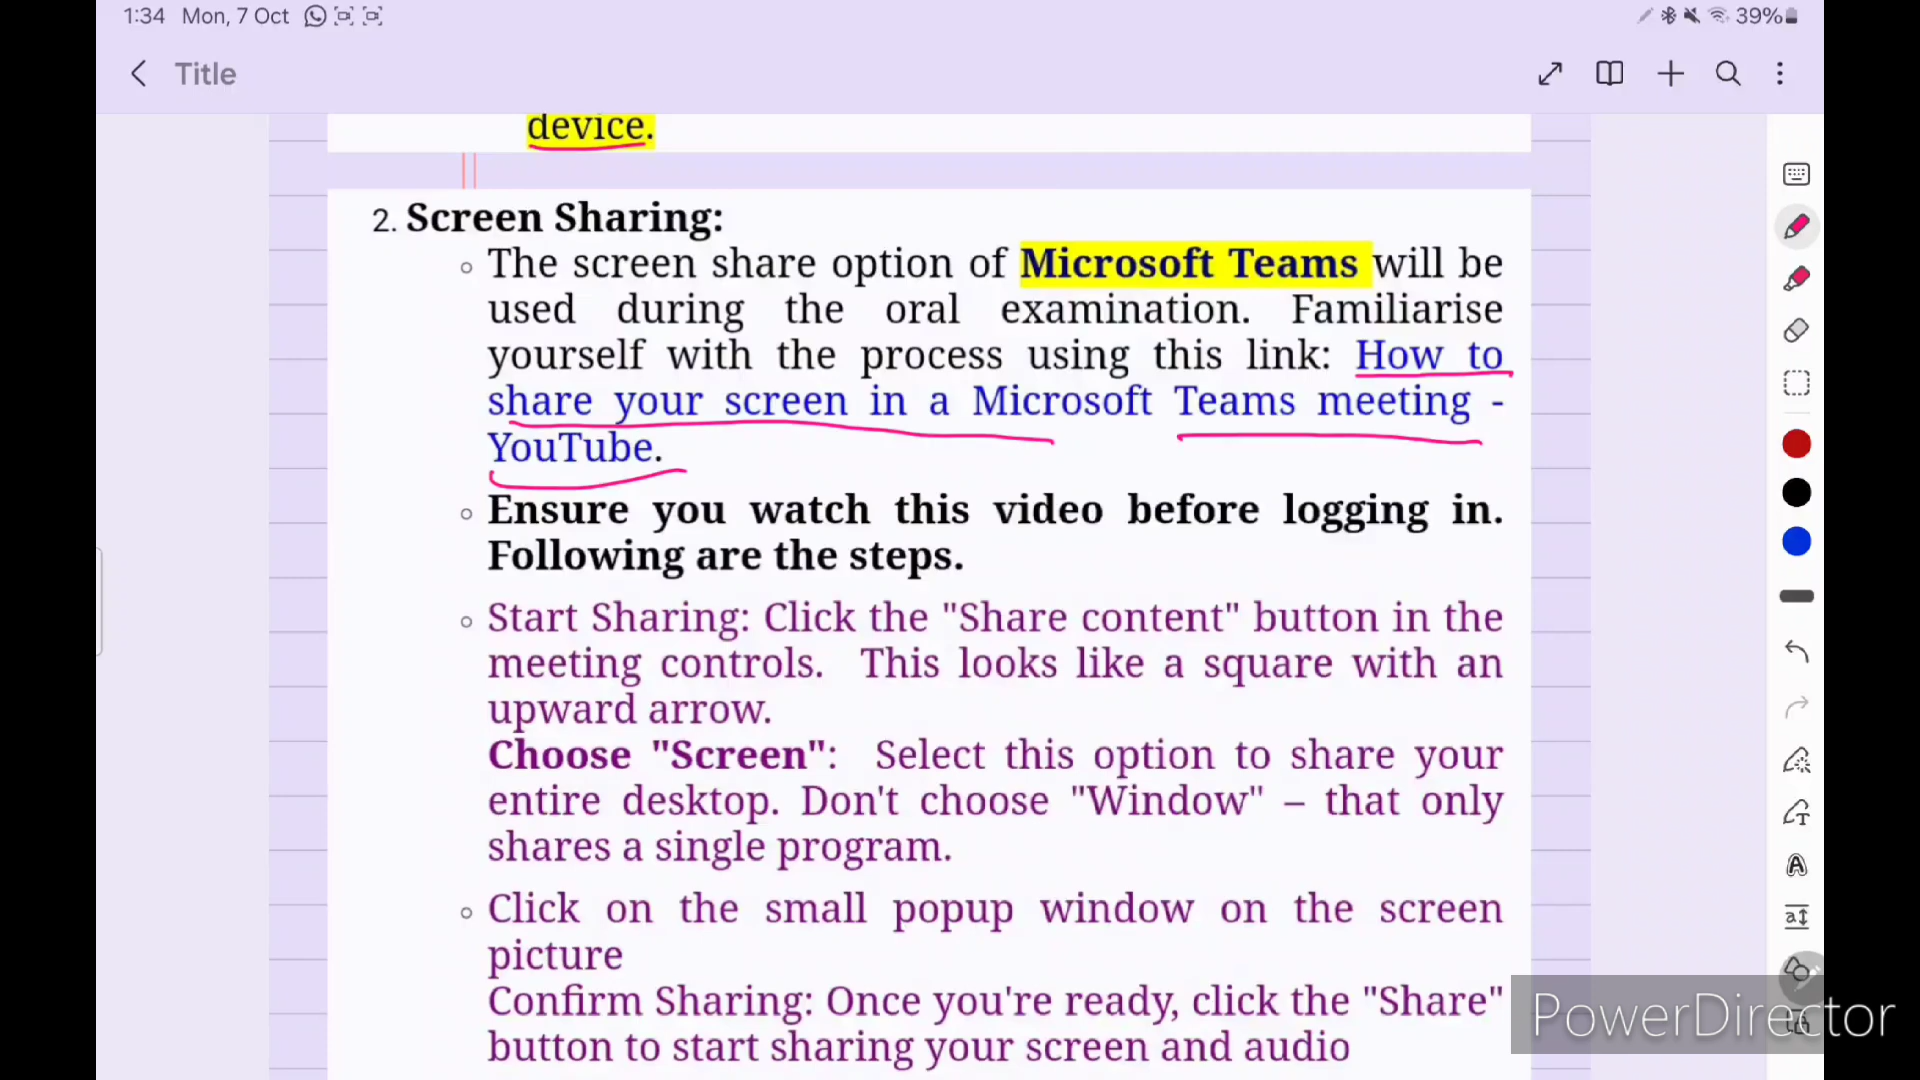 1:34 Mon, 7 Oct
39%
Title
device.
2. Screen Sharing:
The screen share option of Microsoft Teams will be
used during the oral examination. Familiarise
yourself with the process using this link: How to
share your screen in a Microsoft Teams meeting -
YouTube.
Ensure you watch this video before logging in.
Following are the steps.
Start Sharing: Click the "Share content" button in the
meeting controls. This looks like a square with an
upward arrow.
Choose "Screen": Select this option to share your
entire desktop. Don't choose "Window" – that only
shares a single program.
Click on the small popup window on the screen
picture
Confirm Sharing: Once you're ready, click the "Share"
button to start sharing your screen and audio
PowerDirector